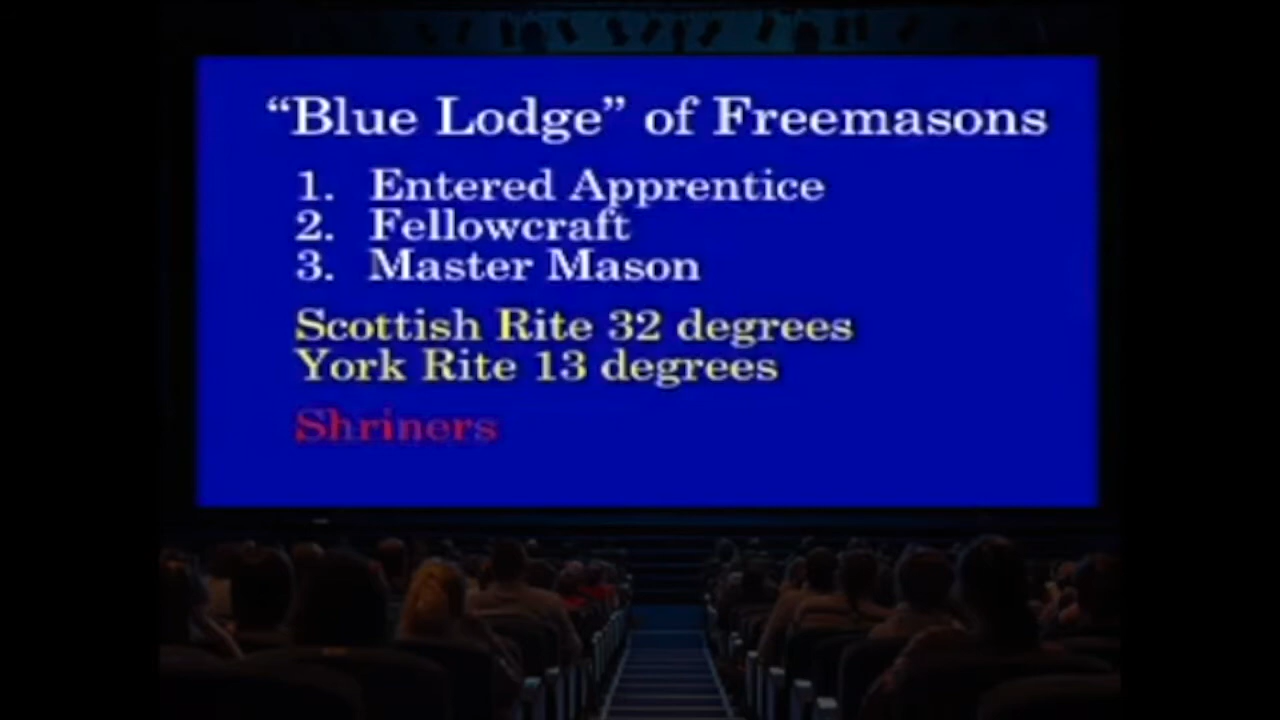 “Blue Lodge” of Freemasons
1. Entered Apprentice
2. Fellowcraft
3. Master Mason
Scottish Rite 32 degrees
York Rite 13 degrees
Shriners